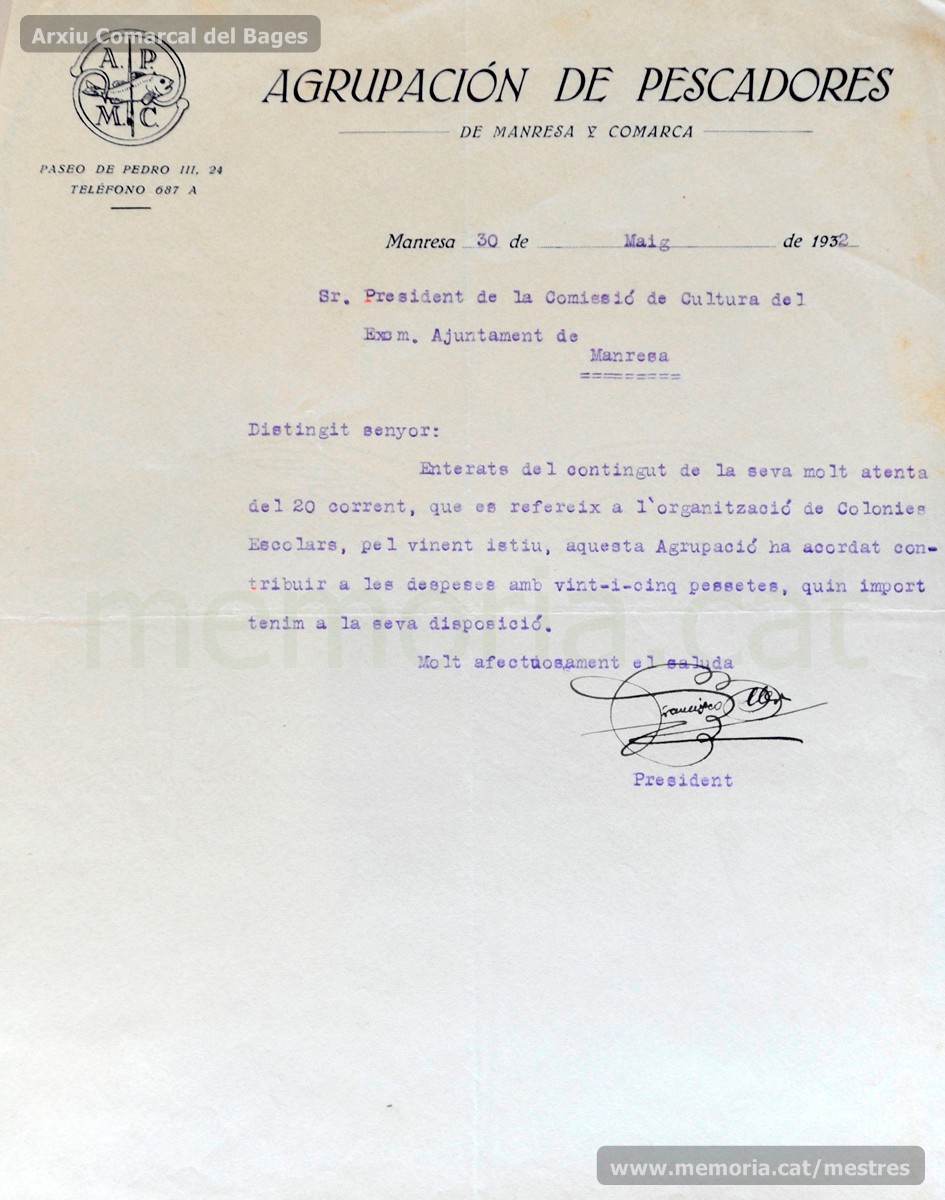 Arxiu Comarcal del Bages
A. P.
M. C
AGRUPACIÓN DE PESCADORES
DE MANRESA Y COMARCA
PASEO DE PEDRO III, 24
TELÉFONO 687 A
Manresa 30 de Maig de 1932
Sr. President de la Comissió de Cultura del
Exsm. Ajuntament de
Manresa
=========
Distingit senyor:
Enterats del contingut de la seva molt atenta
del 20 corrent, que es refereix a l'organització de Colonies
Escolars, pel vinent istiu, aquesta Agrupació ha acordat con-
tribuir a les despeses amb vint-i-cinq pessetes, quin import
tenim a la seva disposició.
memoria.cat
Molt afectuosament el saluda
Francisco
President
www.memoria.cat/mestres